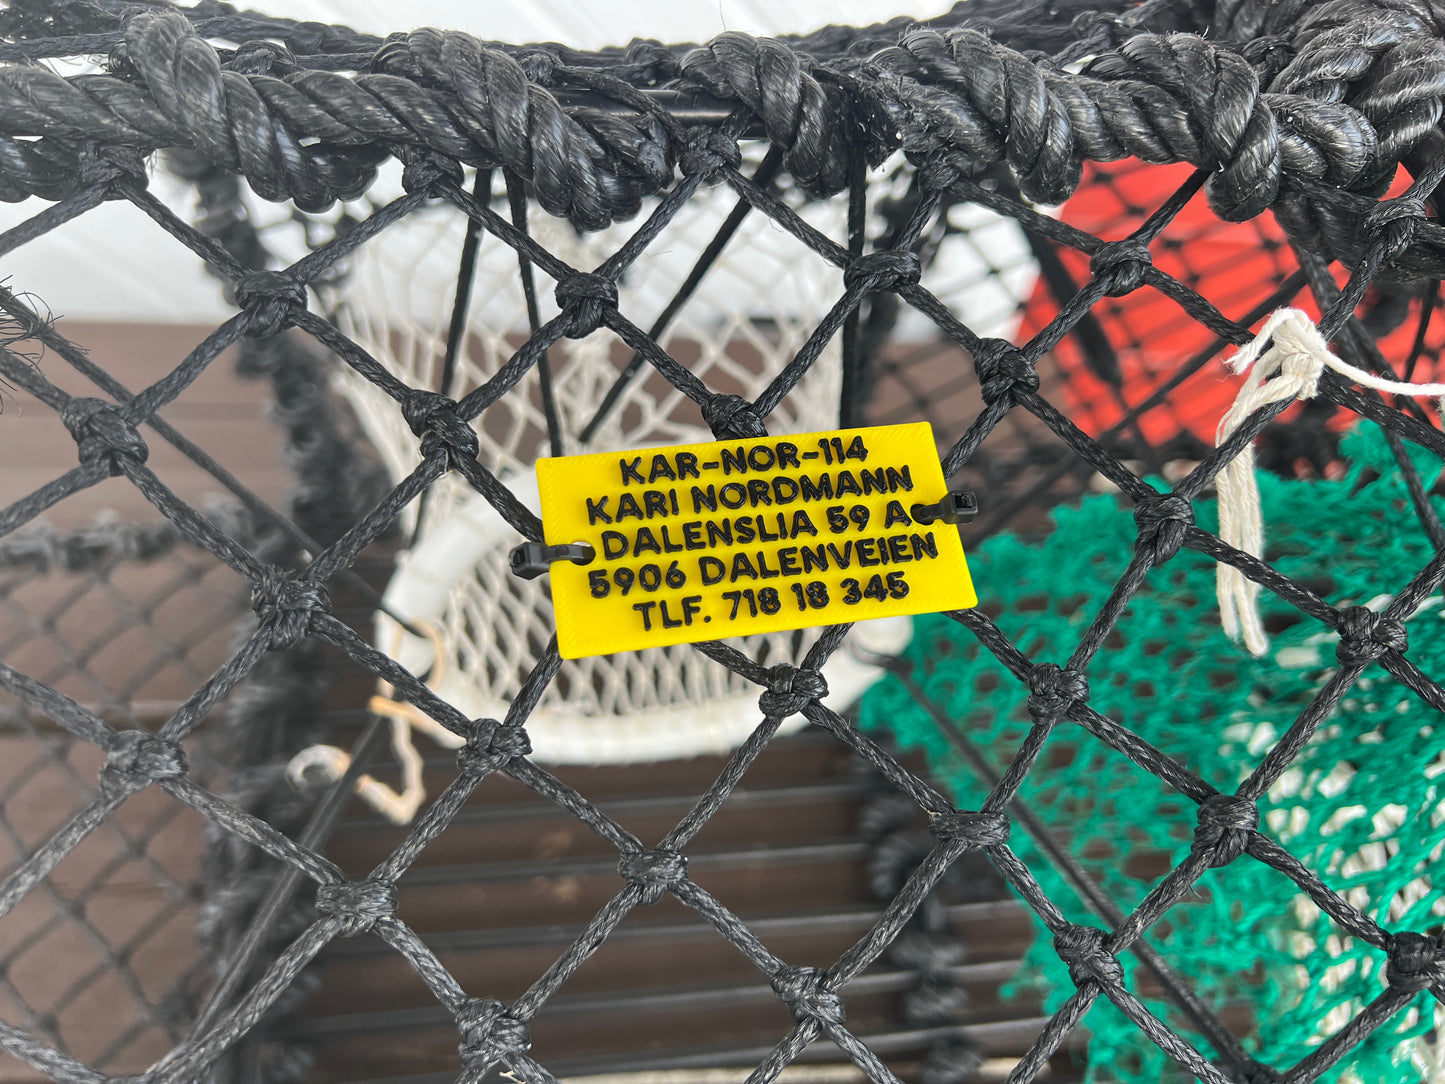 KAR-NOR-114
KARI NORDMANN
DALENSLIA 59 A
5906 DALENVEIEN
TLF. 718 18 345